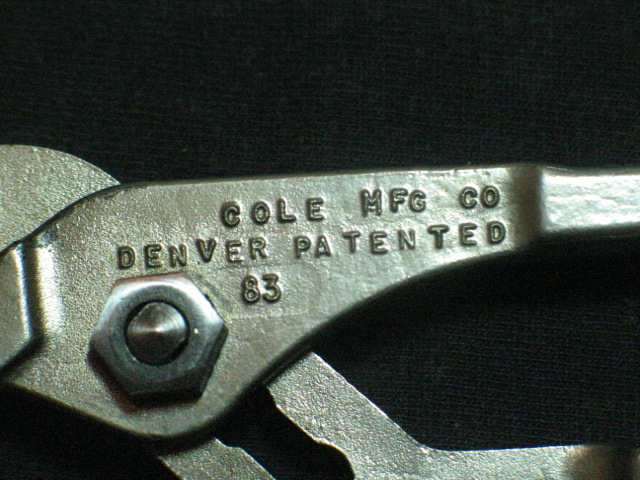 COLE MFG CO
DENVER PATENTED
83